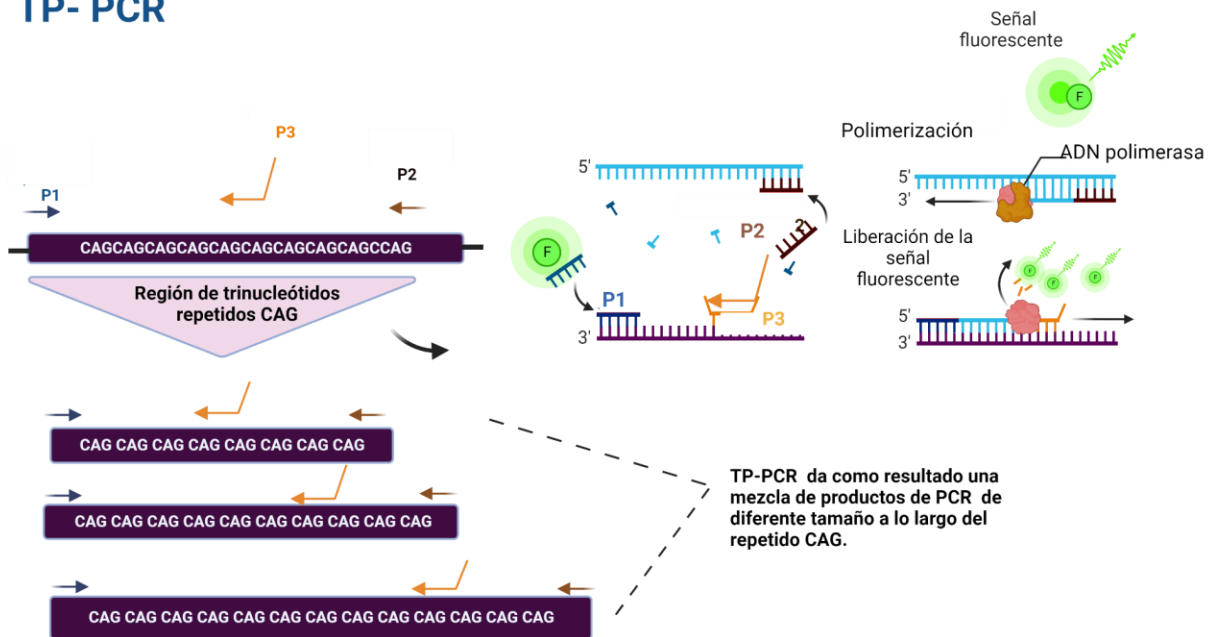 TP- PCR
P1
P3
P2
CAGCAGCAGCAGCAGCAGCAGCAGCAGCCAG
Región de trinucleótidos
repetidos CAG
CAG CAG CAG CAG CAG CAG CAG CAG
CAG CAG CAG CAG CAG CAG CAG CAG CAG CAG
CAG CAG CAG CAG CAG CAG CAG CAG CAG CAG CAG CAG CAG
5'
F
P2
2
P1
P3
3'
Señal
fluorescente
F
Polimerización
ADN polimerasa
5'
3'
Liberación de la
señal
fluorescente
F
F
F
5'
3'
TP-PCR da como resultado una
mezcla de productos de PCR de
diferente tamaño a lo largo del
repetido CAG.